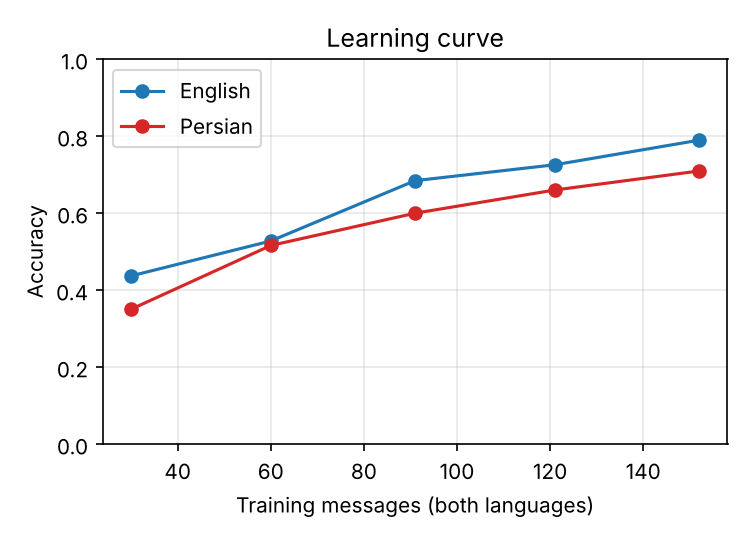 Learning curve
1.0
0.8
0.6
0.4
0.2
0.0
Accuracy
English
Persian
40 60 80 100 120 140
Training messages (both languages)